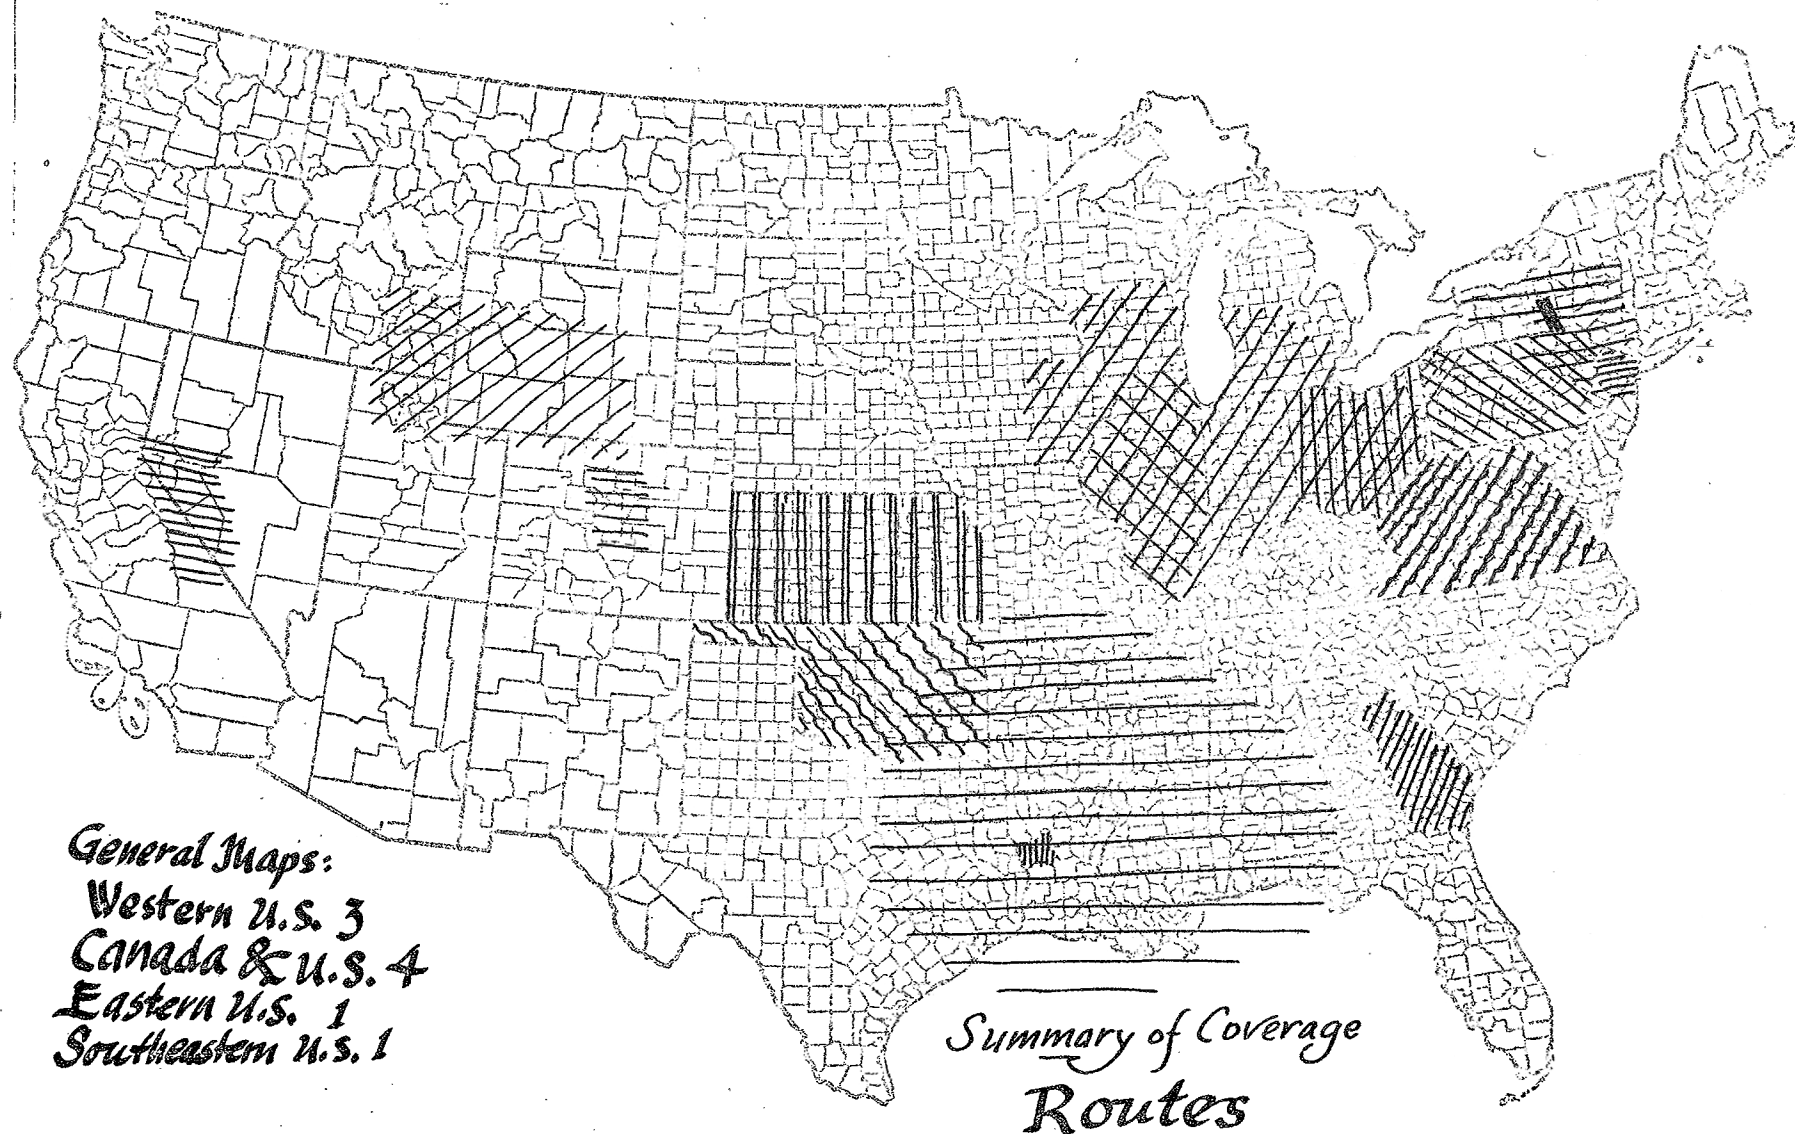 General Maps:
Western U.S. 3
Canada & U.S. 4
Eastern U.S. 1
Southeastern U.S. 1
Summary of Coverage
Routes